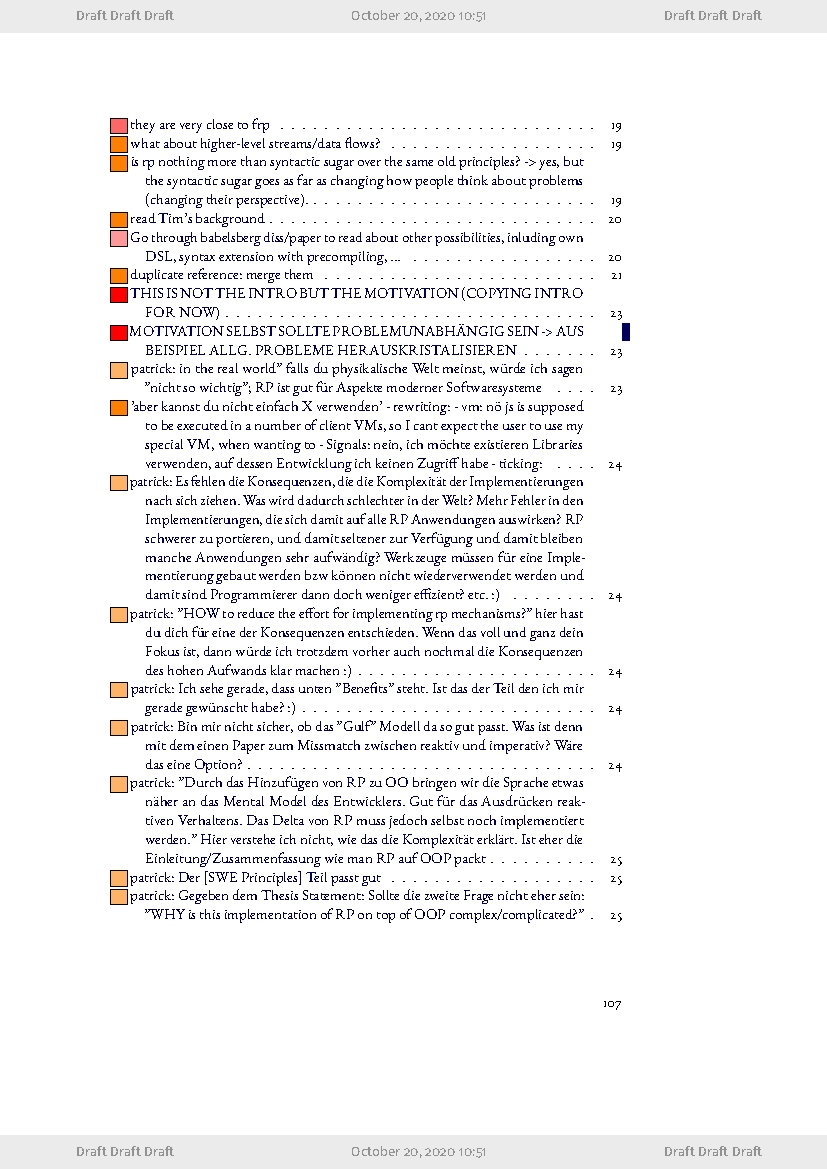 Draft Draft Draft October 20, 2020 10:51 Draft Draft Draft
they are very close to frp . . . . . . . . . . . . . . . . . . . . . . . . . . . . . 19
what about higher-level streams/data flows? . . . . . . . . . . . . . . . . . . . 19
is rp nothing more than syntactic sugar over the same old principles? -> yes, but
the syntactic sugar goes as far as changing how people think about problems
(changing their perspective). . . . . . . . . . . . . . . . . . . . . . . . . . . 19
read Tim's background . . . . . . . . . . . . . . . . . . . . . . . . . . . . . . 20
Go through babelsberg diss/paper to read about other possibilities, inluding own
DSL, syntax extension with precompiling, ... . . . . . . . . . . . . . . . . . . 20
duplicate reference: merge them . . . . . . . . . . . . . . . . . . . . . . . . . 21
THIS IS NOT THE INTRO BUT THE MOTIVATION (COPYING INTRO
FOR NOW) . . . . . . . . . . . . . . . . . . . . . . . . . . . . . . . . . . 23
MOTIVATION SELBST SOLLTE PROBLEMUNABHÄNGIG SEIN -> AUS
BEISPIEL ALLG. PROBLEME HERAUSKRISTALISIEREN . . . . . . . 23
patrick: in the real world" falls du physikalische Welt meinst, würde ich sagen
"nicht so wichtig"; RP ist gut für Aspekte moderner Softwaresysteme . . . . 23
'aber kannst du nicht einfach X verwenden' - rewriting: - vm: nö js is supposed
to be executed in a number of client VMs, so I cant expect the user to use my
special VM, when wanting to - Signals: nein, ich möchte existieren Libraries
verwenden, auf dessen Entwicklung ich keinen Zugriff habe - ticking: . . . . 24
patrick: Es fehlen die Konsequenzen, die die Komplexität der Implementierungen
nach sich ziehen. Was wird dadurch schlechter in der Welt? Mehr Fehler in den
Implementierungen, die sich damit auf alle RP Anwendungen auswirken? RP
schwerer zu portieren, und damit seltener zur Verfügung und damit bleiben
manche Anwendungen sehr aufwändig? Werkzeuge müssen für eine Imple-
mentierung gebaut werden bzw können nicht wiederverwendet werden und
damit sind Programmierer dann doch weniger effizient? etc. :) . . . . . . . . 24
patrick: "HOW to reduce the effort for implementing rp mechanisms?" hier hast
du dich für eine der Konsequenzen entschieden. Wenn das voll und ganz dein
Fokus ist, dann würde ich trotzdem vorher auch nochmal die Konsequenzen
des hohen Aufwands klar machen :) . . . . . . . . . . . . . . . . . . . . . . 24
patrick: Ich sehe gerade, dass unten "Benefits" steht. Ist das der Teil den ich mir
gerade gewünscht habe? :) . . . . . . . . . . . . . . . . . . . . . . . . . . . 24
patrick: Bin mir nicht sicher, ob das "Gulf" Modell da so gut passt. Was ist denn
mit dem einen Paper zum Missmatch zwischen reaktiv und imperativ? Wäre
das eine Option? . . . . . . . . . . . . . . . . . . . . . . . . . . . . . . . . 24
patrick: "Durch das Hinzufügen von RP zu OO bringen wir die Sprache etwas
näher an das Mental Model des Entwicklers. Gut für das Ausdrücken reak-
tiven Verhaltens. Das Delta von RP muss jedoch selbst noch implementiert
werden." Hier verstehe ich nicht, wie das die Komplexität erklärt. Ist eher die
Einleitung/Zusammenfassung wie man RP auf OOP packt . . . . . . . . . . 25
patrick: Der [SWE Principles] Teil passt gut . . . . . . . . . . . . . . . . . . . 25
patrick: Gegeben dem Thesis Statement: Sollte die zweite Frage nicht eher sein:
"WHY is this implementation of RP on top of OOP complex/complicated?" . 25
107
Draft Draft Draft October 20, 2020 10:51 Draft Draft Draft